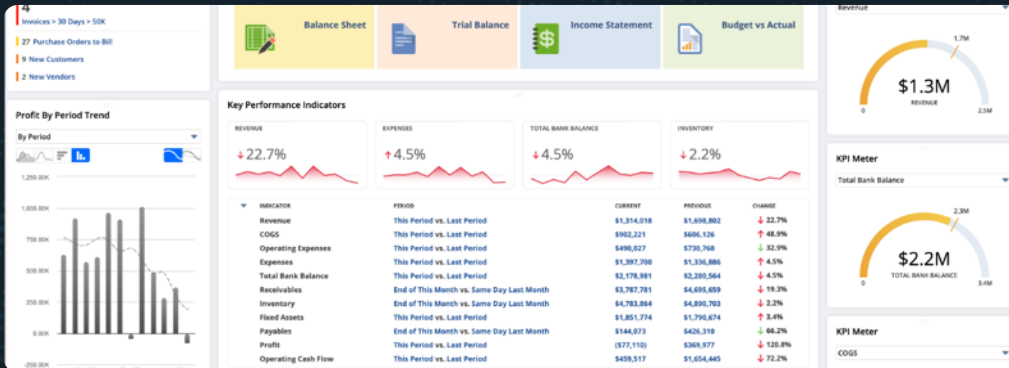 4
Invoices > 30 Days > 50K
27 Purchase Orders to Bill
9 New Customers
2 New Vendors
Profit By Period Trend
By Period
1,250.00K
1,000.00K
750.00K
500.00K
250.00K
0.00K
-250.00K
Balance Sheet
Trial Balance
Income Statement
Budget vs Actual
Key Performance Indicators
REVENUE
22.7%
EXPENSES
4.5%
TOTAL BANK BALANCE
4.5%
INVENTORY
2.2%
INDICATOR PERIOD CURRENT PREVIOUS CHANGE
Revenue This Period vs. Last Period $1,314,018 $1,698,802 22.7%
COGS This Period vs. Last Period $902,221 $606,126 48.9%
Operating Expenses This Period vs. Last Period $490,027 $730,760 32.9%
Expenses This Period vs. Last Period $1,397,700 $1,336,886 4.5%
Total Bank Balance This Period vs. Last Period $2,178,981 $2,280,564 4.5%
Receivables End of This Month vs. Same Day Last Month $3,787,781 $4,695,659 19.3%
Inventory End of This Month vs. Same Day Last Month $4,783,864 $4,890,703 2.2%
Fixed Assets This Period vs. Last Period $1,851,774 $1,790,674 3.4%
Payables End of This Month vs. Same Day Last Month $144,073 $426,310 66.2%
Profit This Period vs. Last Period ($77,110) $369,977 120.8%
Operating Cash Flow This Period vs. Last Period $459,517 $1,654,445 72.2%
Revenue
1.7M
$1.3M
REVENUE
0
2.5M
KPI Meter
Total Bank Balance
2.3M
$2.2M
TOTAL BANK BALANCE
0
3.4M
KPI Meter
COGS